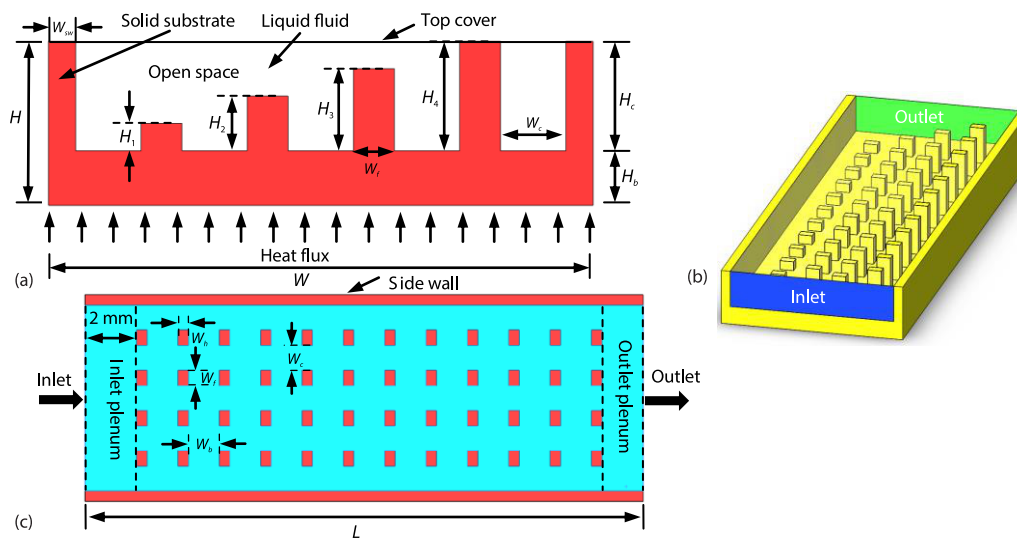 (a)
W_sw
Solid substrate
Liquid fluid
Top cover
Open space
H
H_1
H_2
H_3
H_4
W_f
W_c
H_c
H_b
Heat flux
W
(b)
Outlet
Inlet
Side wall
2 mm
W_h
W_c
W_f
W_b
Inlet
Inlet plenum
Outlet plenum
Outlet
(c)
L